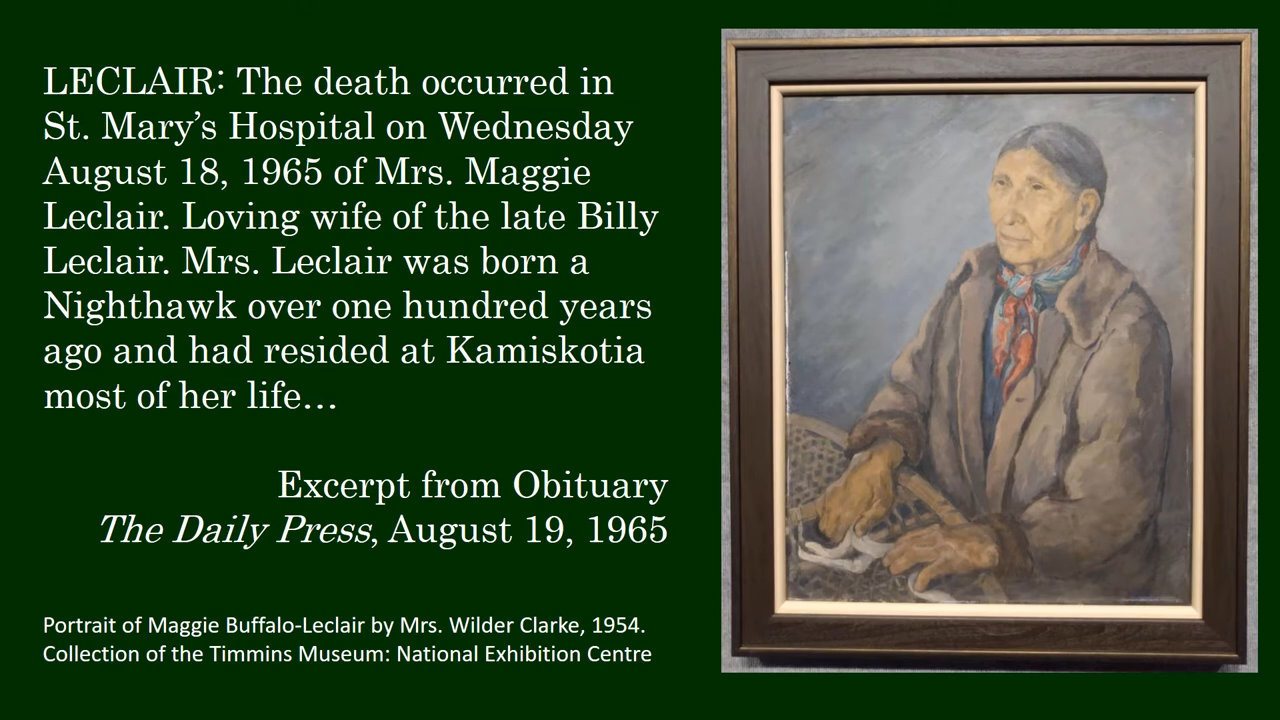 LECLAIR: The death occurred in
St. Mary’s Hospital on Wednesday
August 18, 1965 of Mrs. Maggie
Leclair. Loving wife of the late Billy
Leclair. Mrs. Leclair was born a
Nighthawk over one hundred years
ago and had resided at Kamiskotia
most of her life…
Excerpt from Obituary
The Daily Press, August 19, 1965
Portrait of Maggie Buffalo-Leclair by Mrs. Wilder Clarke, 1954.
Collection of the Timmins Museum: National Exhibition Centre